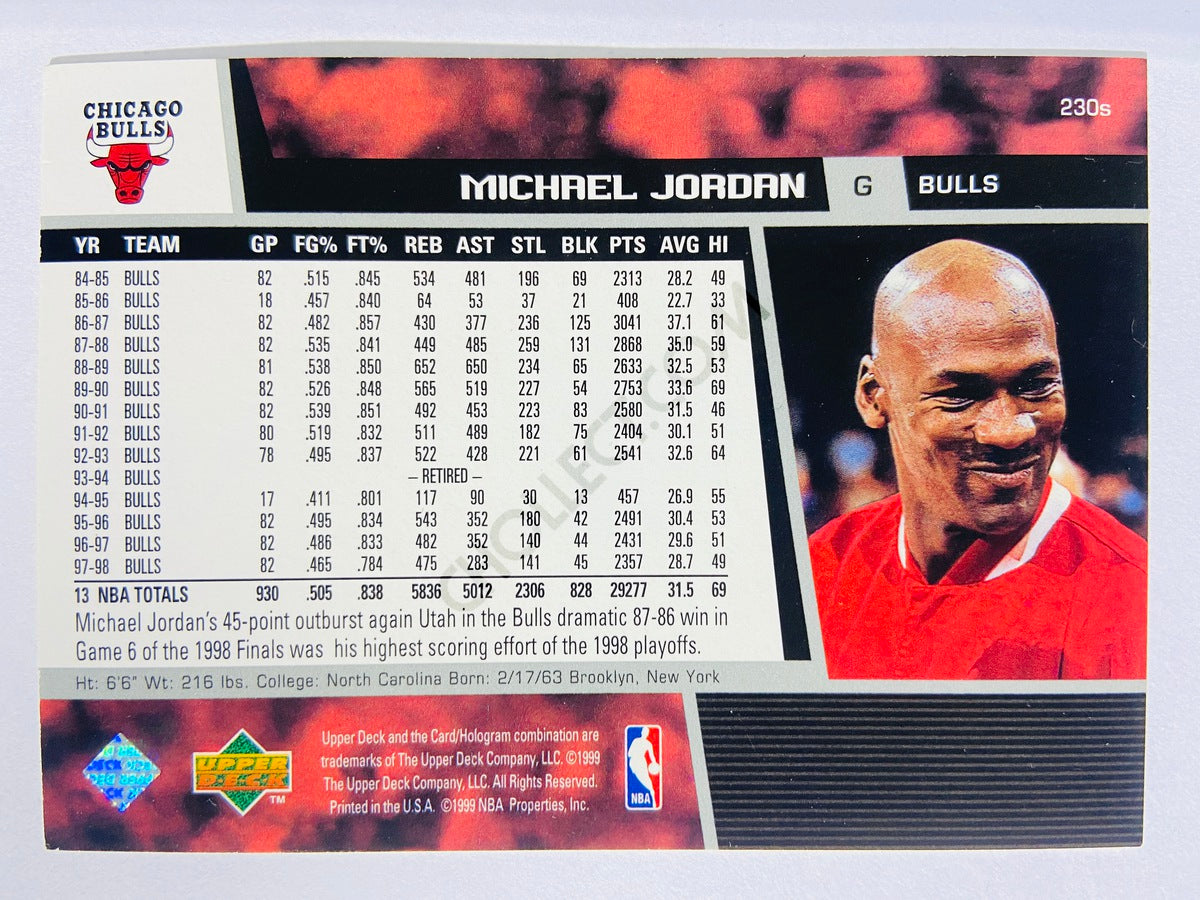 CHICAGO
BULLS
230s
MICHAEL JORDAN G BULLS
YR TEAM GP FG% FT% REB AST STL BLK PTS AVG HI
84-85 BULLS 82 .515 .845 534 481 196 69 2313 28.2 49
85-86 BULLS 18 .457 .840 64 53 37 21 408 22.7 33
86-87 BULLS 82 .482 .857 430 377 236 125 3041 37.1 61
87-88 BULLS 82 .535 .841 449 485 259 131 2868 35.0 59
88-89 BULLS 81 .538 .850 652 650 234 65 2633 32.5 53
89-90 BULLS 82 .526 .848 565 519 227 54 2753 33.6 69
90-91 BULLS 82 .539 .851 492 453 223 83 2580 31.5 46
91-92 BULLS 80 .519 .832 511 489 182 75 2404 30.1 51
92-93 BULLS 78 .495 .837 522 428 221 61 2541 32.6 64
93-94 BULLS – RETIRED –
94-95 BULLS 17 .411 .801 117 90 30 13 457 26.9 55
95-96 BULLS 82 .495 .834 543 352 180 42 2491 30.4 53
96-97 BULLS 82 .486 .833 482 352 140 44 2431 29.6 51
97-98 BULLS 82 .465 .784 475 283 141 45 2357 28.7 49
13 NBA TOTALS 930 .505 .838 5836 5012 2306 828 29277 31.5 69
Michael Jordan's 45-point outburst again Utah in the Bulls dramatic 87-86 win in
Game 6 of the 1998 Finals was his highest scoring effort of the 1998 playoffs.
Ht: 6'6" Wt: 216 lbs. College: North Carolina Born: 2/17/63 Brooklyn, New York
UPPER
DECK
TM
Upper Deck and the Card/Hologram combination are
trademarks of The Upper Deck Company, LLC. ©1999
The Upper Deck Company, LLC. All Rights Reserved.
Printed in the U.S.A. ©1999 NBA Properties, Inc.
NBA